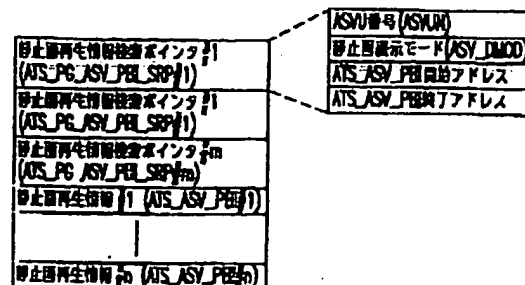 静止画再生情報検索ポインタ#1
(ATS_PG_ASV_PBI_SRP#1)
静止画再生情報検索ポインタ#1
(ATS_PG_ASV_PBI_SRP#1)
静止画再生情報検索ポインタ#m
(ATS_PG_ASV_PBI_SRP#m)
静止画再生情報 #1 (ATS_ASV_PBI#1)
静止画再生情報 #n (ATS_ASV_PBI#n)
ASVU番号(ASVUN)
静止画表示モード(ASV_DMOD)
ATS_ASV_PBI開始アドレス
ATS_ASV_PBI終了アドレス